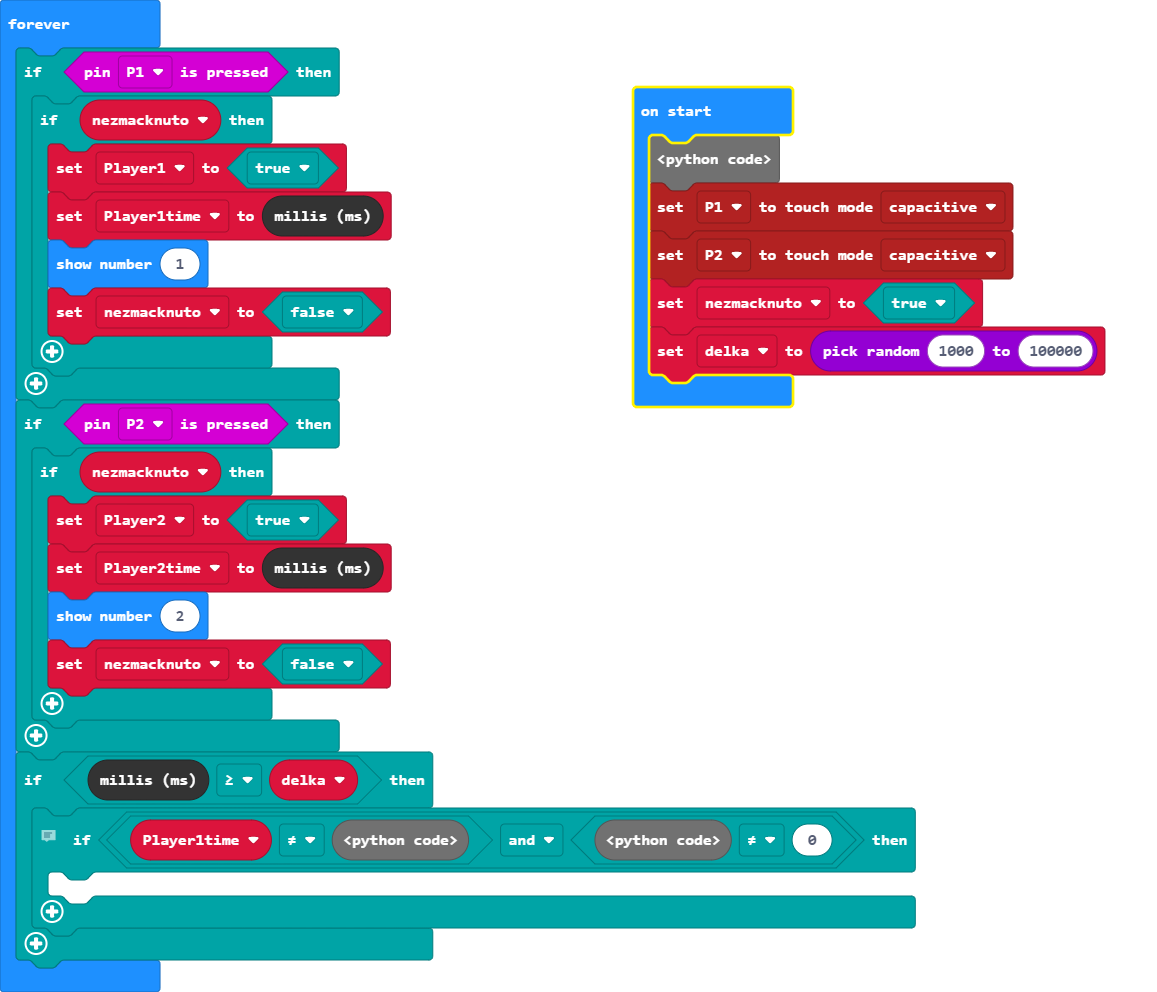 forever
if pin P1 is pressed then
if nezmacknuto then
set Player1 to true
set Player1time to millis (ms)
show number 1
set nezmacknuto to false
if pin P2 is pressed then
if nezmacknuto then
set Player2 to true
set Player2time to millis (ms)
show number 2
set nezmacknuto to false
if millis (ms) ≥ delka then
if Player1time ≠ <python code> and <python code> ≠ 0 then
on start
<python code>
set P1 to touch mode capacitive
set P2 to touch mode capacitive
set nezmacknuto to true
set delka to pick random 1000 to 100000